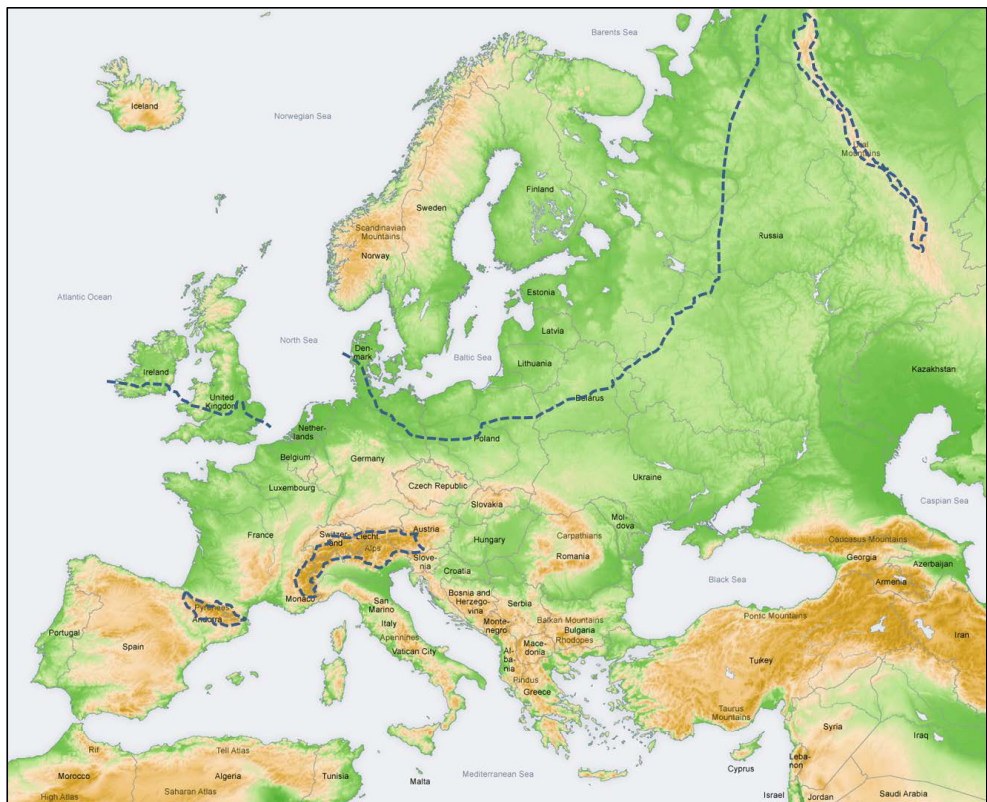 Barents Sea
Iceland
Norwegian Sea
Ural
Mountains
Finland
Sweden
Scandinavian
Mountains
Norway
Russia
Atlantic Ocean
Estonia
North Sea
Latvia
Den-
mark
Baltic Sea
Lithuania
Ireland
Kazakhstan
United
Kingdom
Belarus
Nether-
lands
Poland
Belgium
Germany
Ukraine
Czech Republic
Luxembourg
Slovakia
Caspian Sea
Mol-
dova
France
Switzer-
land
Liecht
Austria
Alps
Hungary
Carpathians
Romania
Caucasus Mountains
Slove-
nia
Georgia
Azerbaijan
Croatia
Black Sea
Armenia
Monaco
Bosnia and
Herzego-
vina
San
Marino
Serbia
Pyrenees
Andorra
Balkan Mountains
Ponic Mountains
Italy
Monte-
negro
Bulgaria
Portugal
Apennines
Rhodopes
Iran
Spain
Vatican City
Mace-
donia
Al-
ba-
nia
Tuikey
Pindus
Greece
Taurus
Mountains
Syria
Iraq
Rif
Tell Atlas
Leba-
non
Cyprus
Morocco
Algeria
Tunisia
Malta
Mediterranean Sea
High Atlas
Saharan Atlas
Israel
Jordan
Saudi Arabia